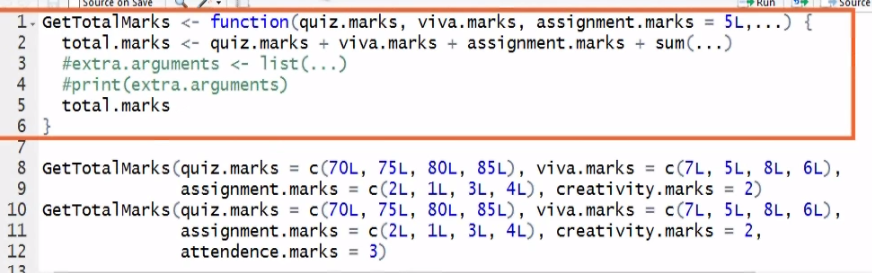 Source on Save
Run
Source
1 GetTotalMarks <- function(quiz.marks, viva.marks, assignment.marks = 5L,...) {
2 total.marks <- quiz.marks + viva.marks + assignment.marks + sum(...)
3 #extra.arguments <- list(...)
4 #print(extra.arguments)
5 total.marks
6 }
7
8 GetTotalMarks(quiz.marks = c(70L, 75L, 80L, 85L), viva.marks = c(7L, 5L, 8L, 6L),
9 assignment.marks = c(2L, 1L, 3L, 4L), creativity.marks = 2)
10 GetTotalMarks(quiz.marks = c(70L, 75L, 80L, 85L), viva.marks = c(7L, 5L, 8L, 6L),
11 assignment.marks = c(2L, 1L, 3L, 4L), creativity.marks = 2,
12 attendence.marks = 3)
13